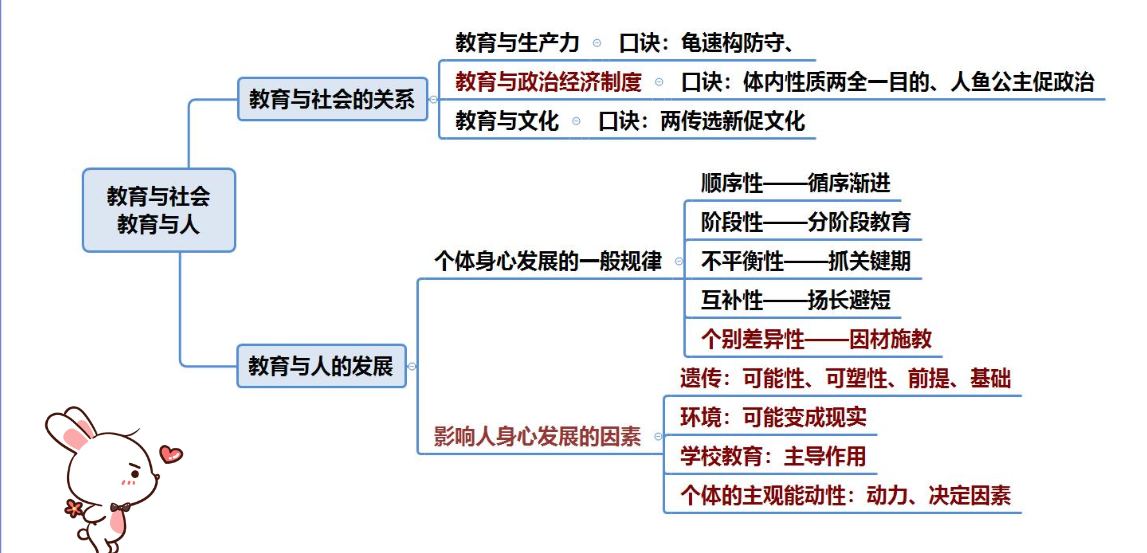 教育与社会
教育与人
教育与社会的关系
教育与生产力
口诀：龟速构防守、
教育与政治经济制度
口诀：体内性质两全一目的、人鱼公主促政治
教育与文化
口诀：两传选新促文化
教育与人的发展
个体身心发展的一般规律
顺序性——循序渐进
阶段性——分阶段教育
不平衡性——抓关键期
互补性——扬长避短
个别差异性——因材施教
影响人身心发展的因素
遗传：可能性、可塑性、前提、基础
环境：可能变成现实
学校教育：主导作用
个体的主观能动性：动力、决定因素